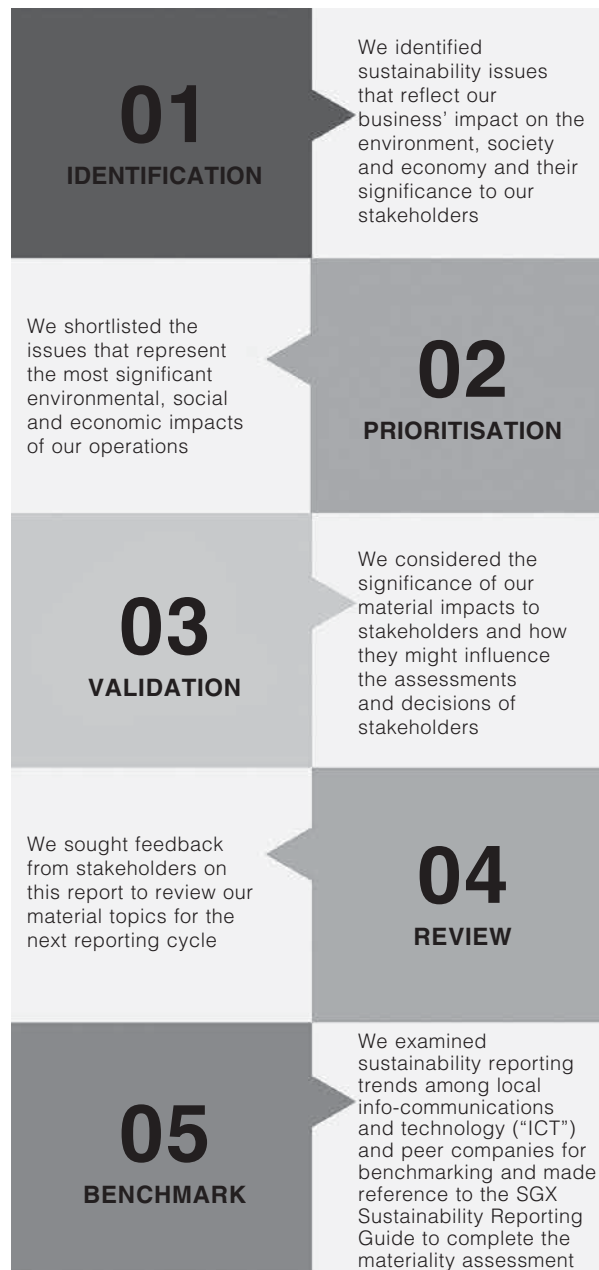 01
IDENTIFICATION
We identified
sustainability issues
that reflect our
business’ impact on the
environment, society
and economy and their
significance to our
stakeholders
We shortlisted the
issues that represent
the most significant
environmental, social
and economic impacts
of our operations
02
PRIORITISATION
03
VALIDATION
We considered the
significance of our
material impacts to
stakeholders and how
they might influence
the assessments
and decisions of
stakeholders
We sought feedback
from stakeholders on
this report to review our
material topics for the
next reporting cycle
04
REVIEW
05
BENCHMARK
We examined
sustainability reporting
trends among local
info-communications
and technology (“ICT”)
and peer companies for
benchmarking and made
reference to the SGX
Sustainability Reporting
Guide to complete the
materiality assessment